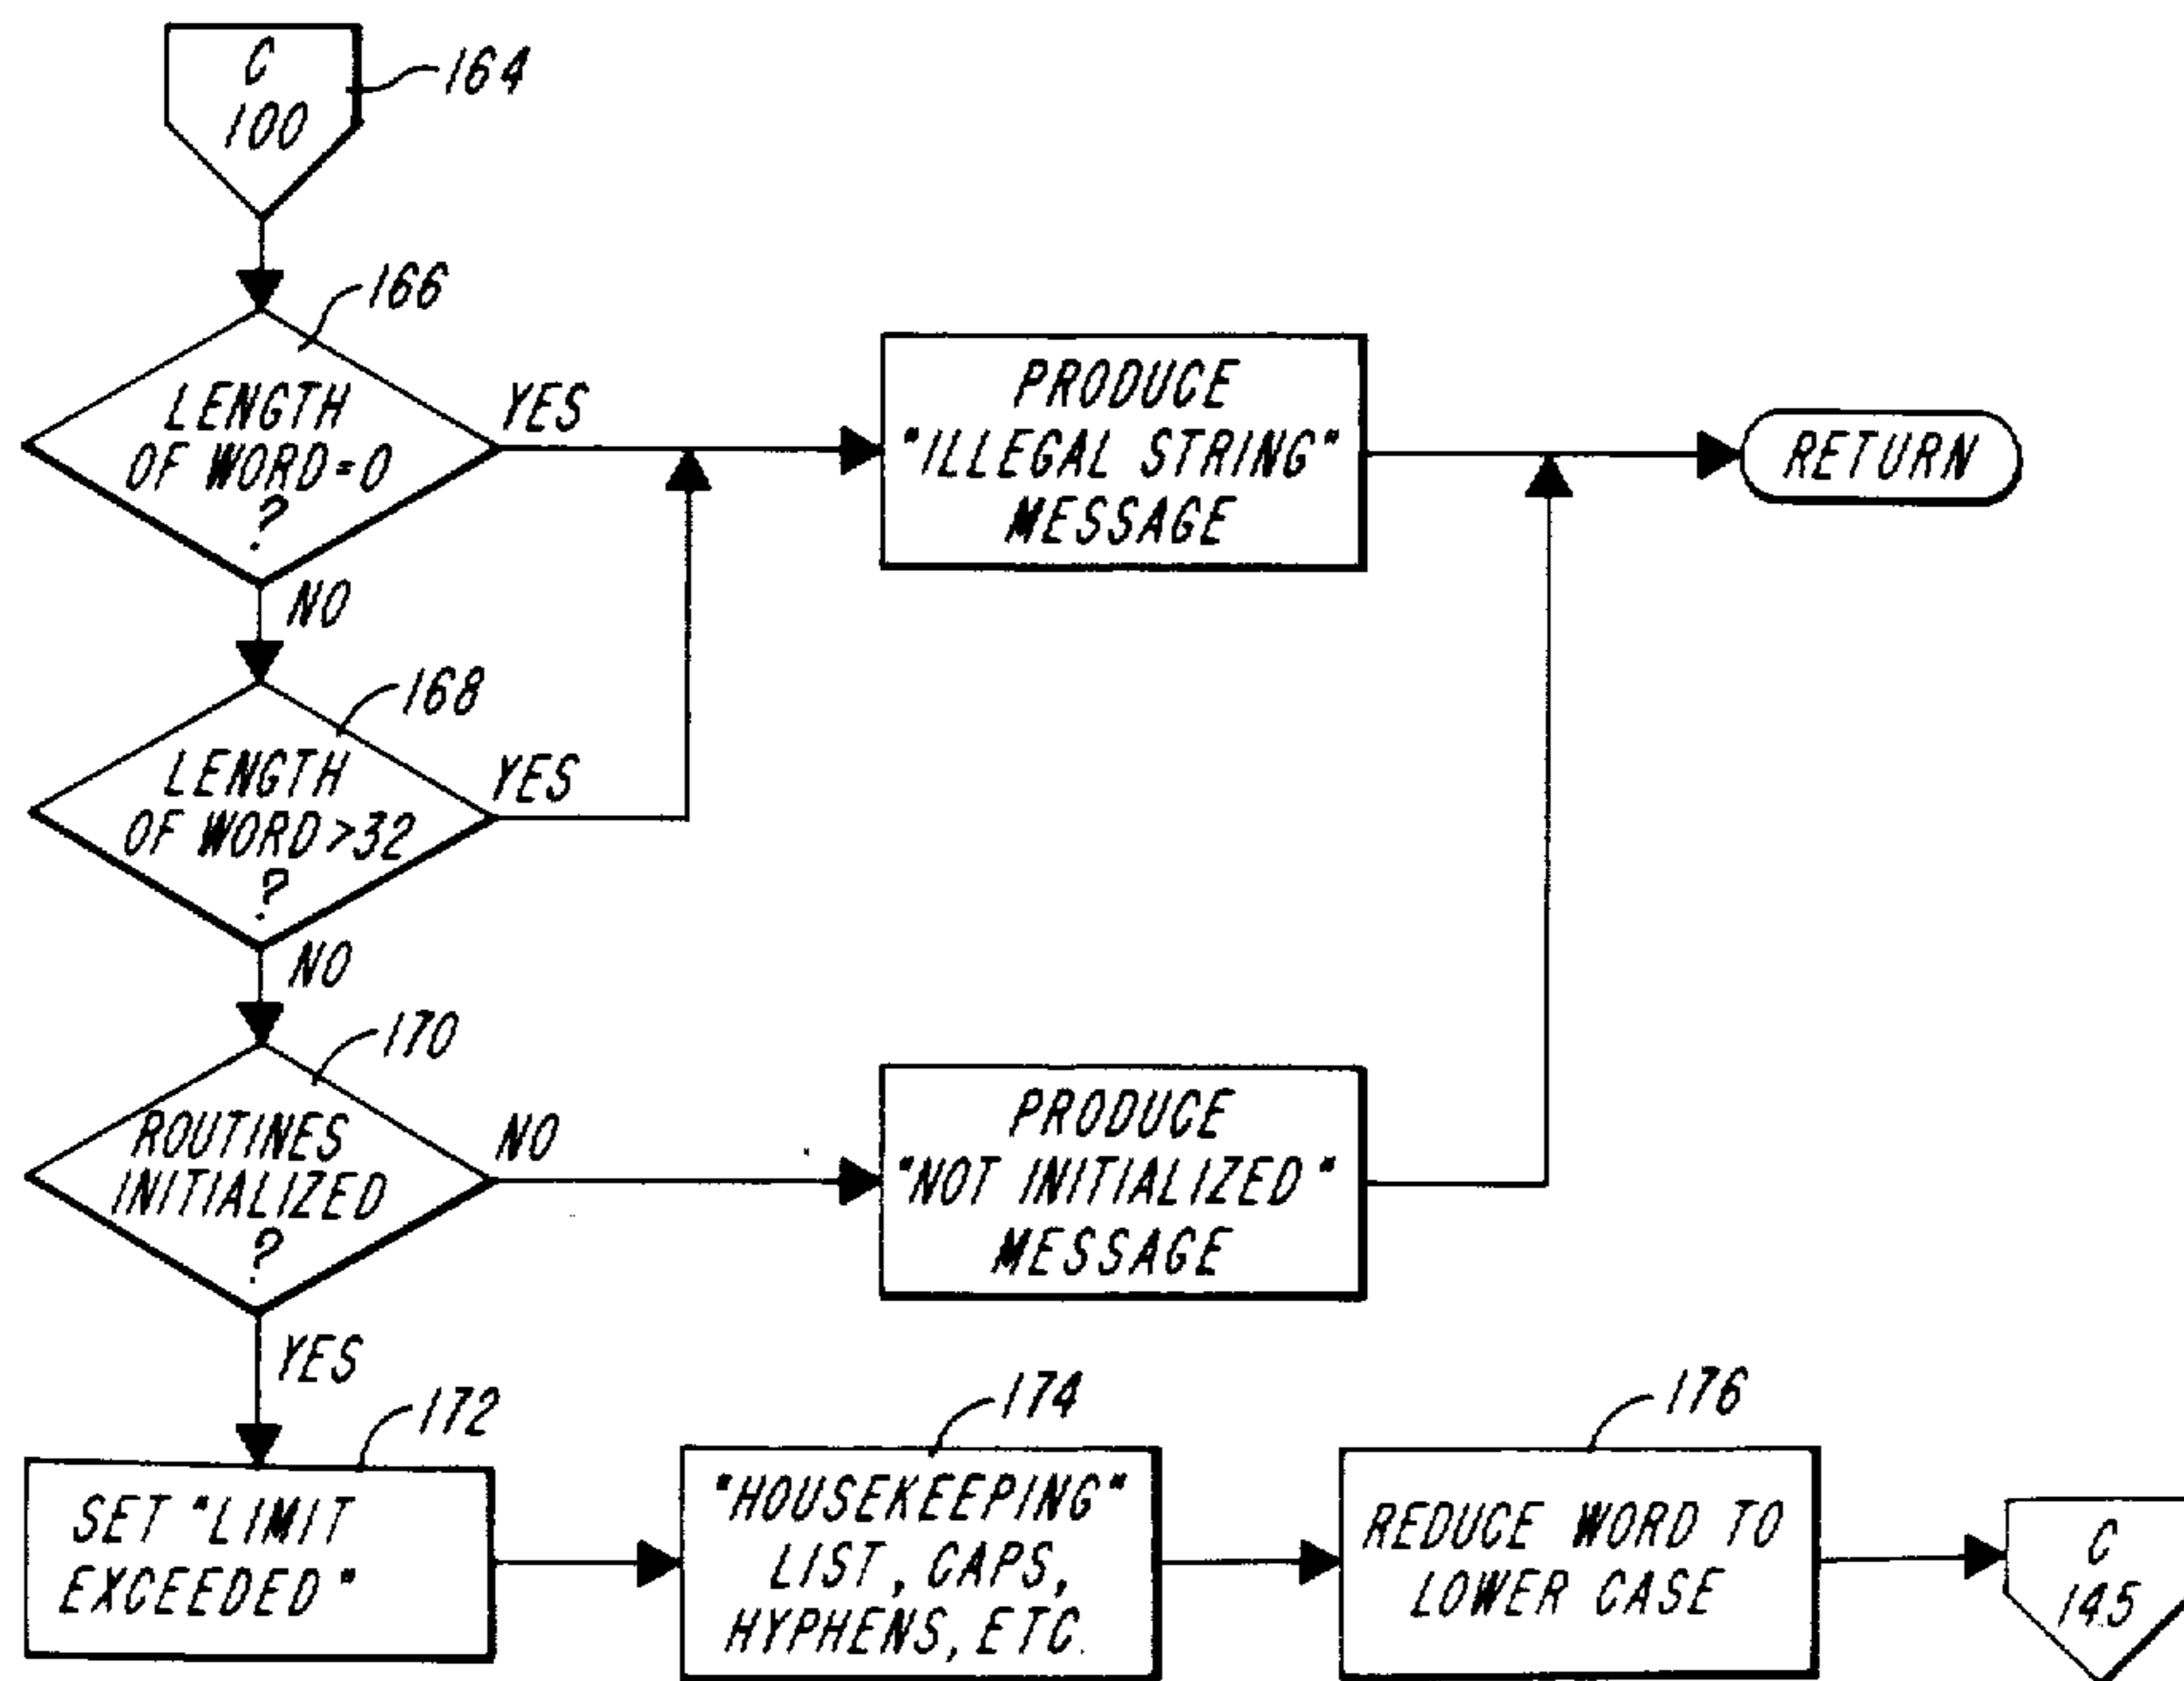 C
100
164
166
LENGTH
OF WORD=0
?
YES
NO
PRODUCE
"ILLEGAL STRING"
MESSAGE
RETURN
168
LENGTH
OF WORD>32
?
YES
NO
170
ROUTINES
INITIALIZED
?
NO
YES
PRODUCE
"NOT INITIALIZED"
MESSAGE
172
SET "LIMIT
EXCEEDED"
174
"HOUSEKEEPING"
LIST, CAPS,
HYPHENS, ETC.
176
REDUCE WORD TO
LOWER CASE
C
145